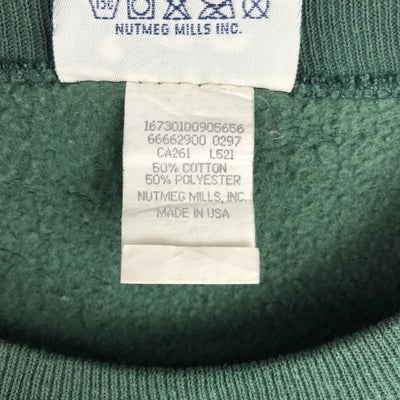 NUTMEG MILLS INC.
16730100905656
66662900 0297
CA261 L521
50% COTTON
50% POLYESTER
NUTMEG MILLS, INC.
MADE IN USA